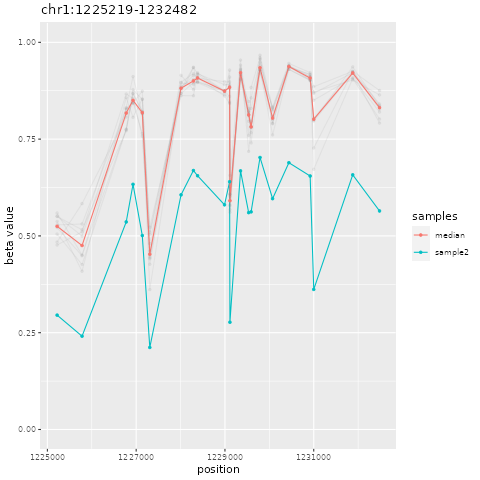 chr1:1225219-1232482
1.00
0.75
0.50
0.25
0.00
beta value
1225000 1227000 1229000 1231000
position
samples
median
sample2